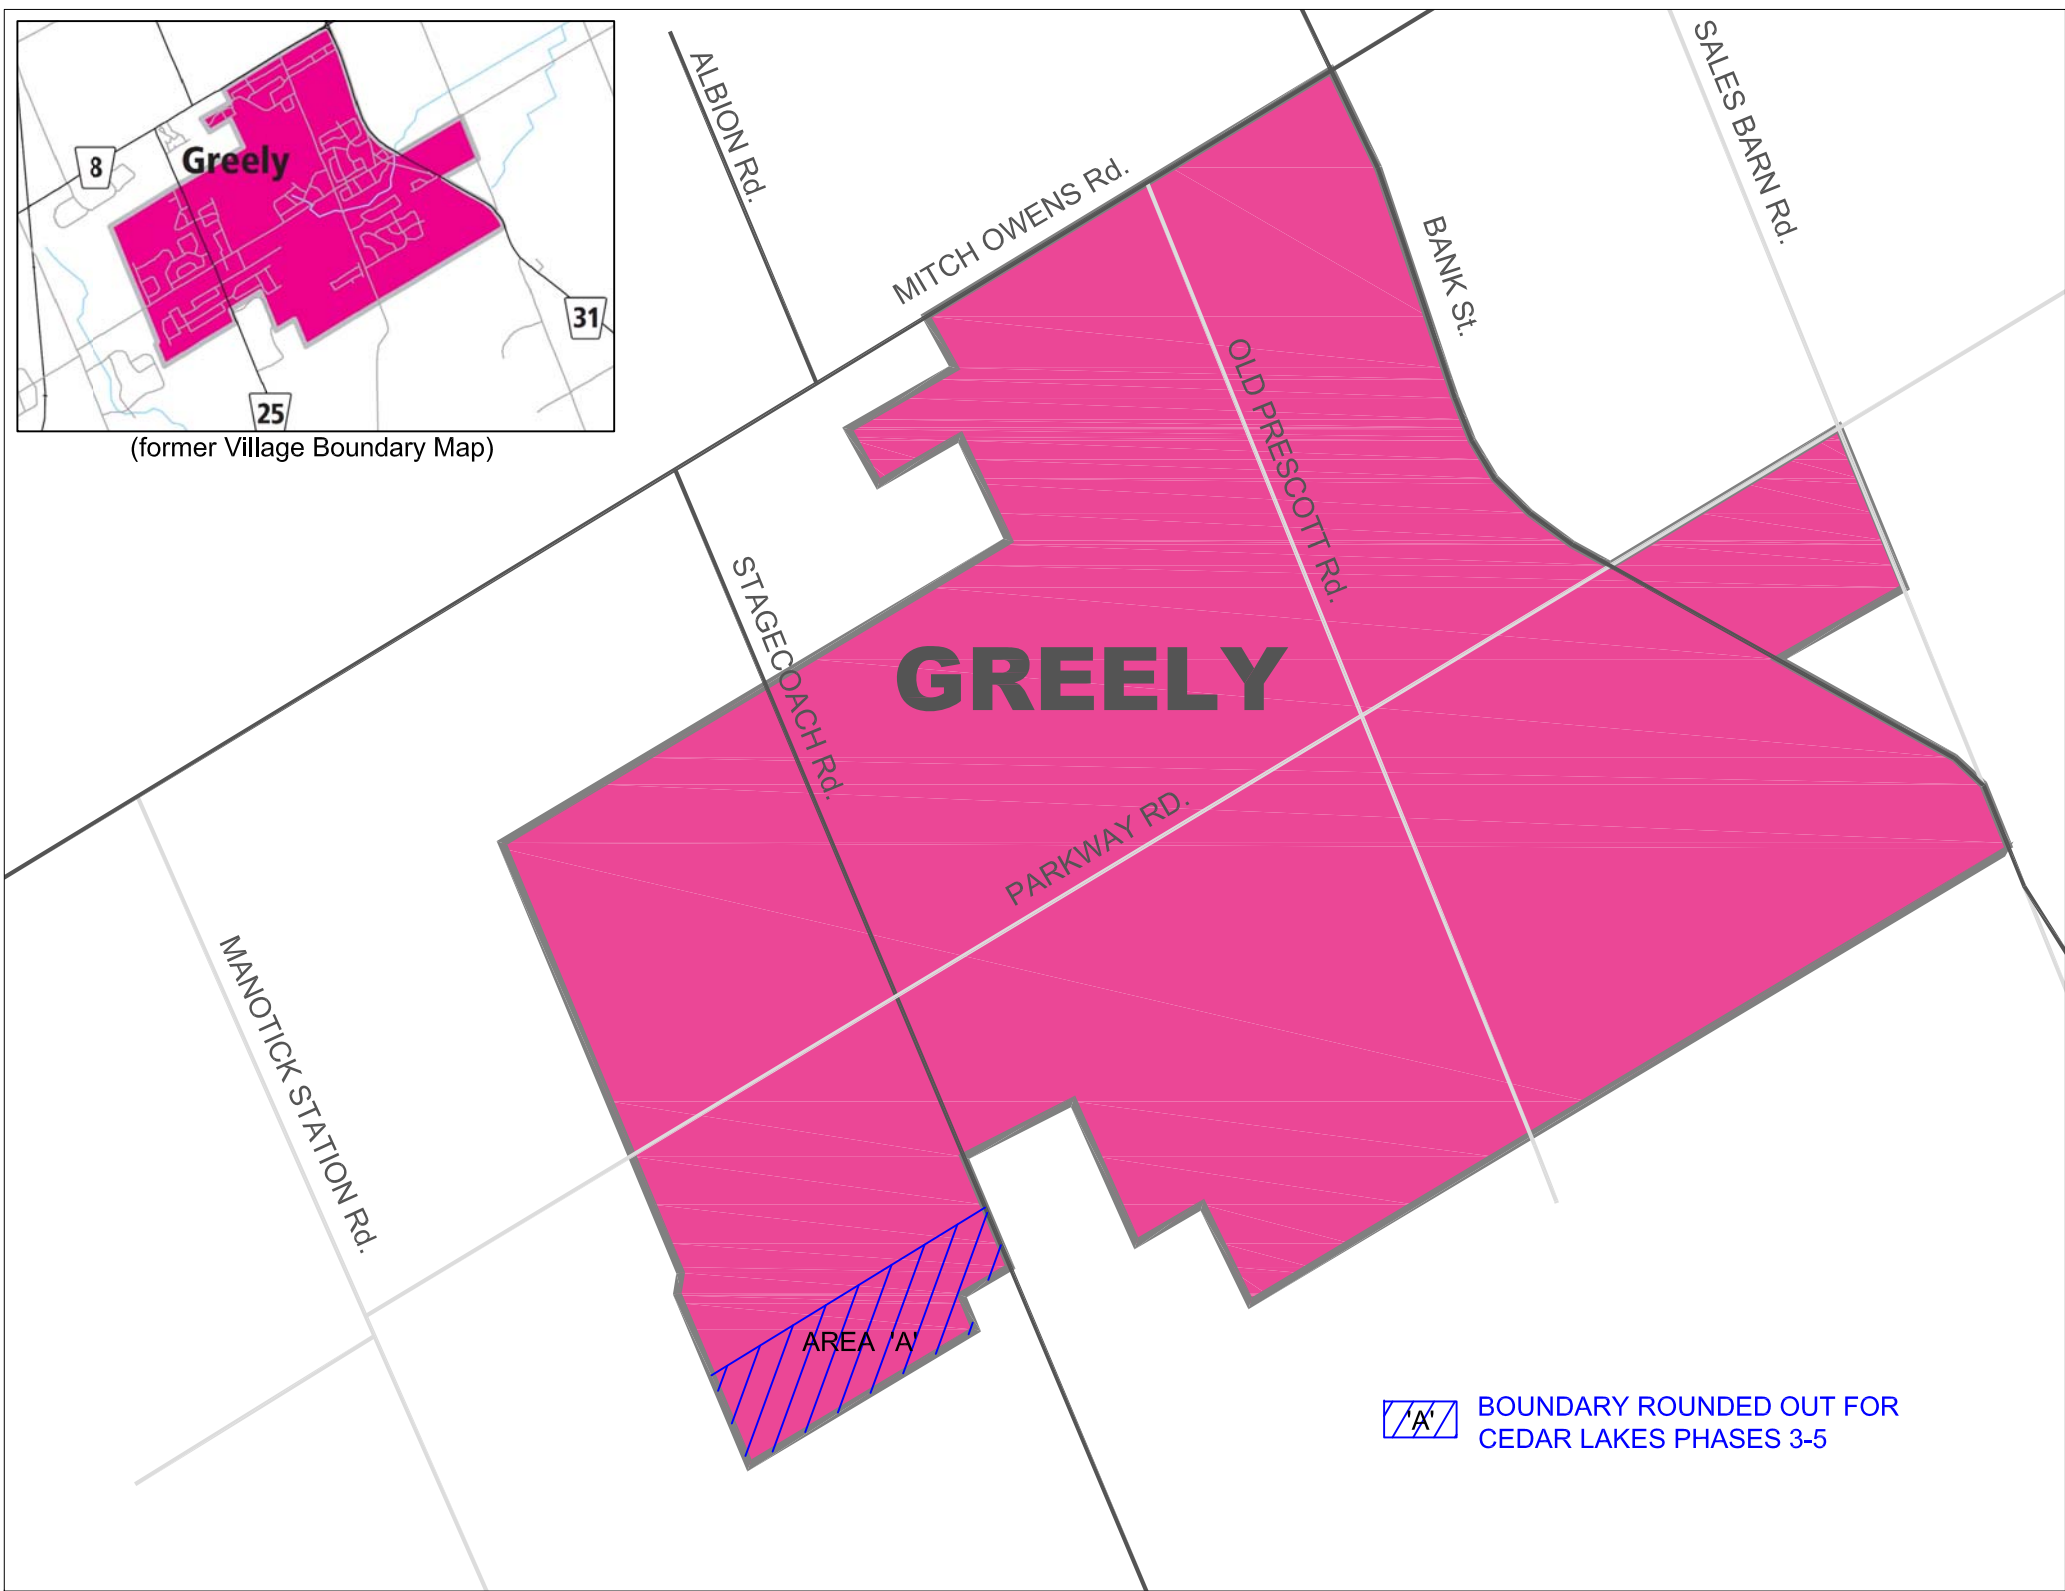 8
Greely
31
25
(former Village Boundary Map)
ALBION Rd.
SALES BARN Rd.
MITCH OWENS Rd.
BANK St.
OLD PRESCOTT Rd.
STAGECOACH Rd.
GREELY
PARKWAY RD.
MANOTICK STATION Rd.
AREA 'A'
'A'
BOUNDARY ROUNDED OUT FOR
CEDAR LAKES PHASES 3-5